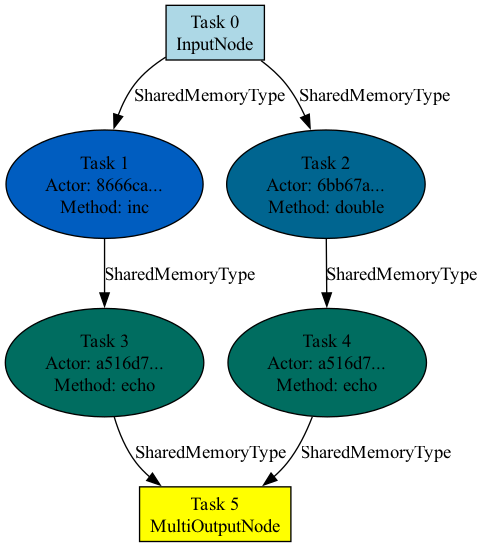 Task 0
InputNode
SharedMemoryType
SharedMemoryType
Task 1
Actor: 8666ca...
Method: inc
Task 2
Actor: 6bb67a...
Method: double
SharedMemoryType
SharedMemoryType
Task 3
Actor: a516d7...
Method: echo
Task 4
Actor: a516d7...
Method: echo
SharedMemoryType
SharedMemoryType
Task 5
MultiOutputNode